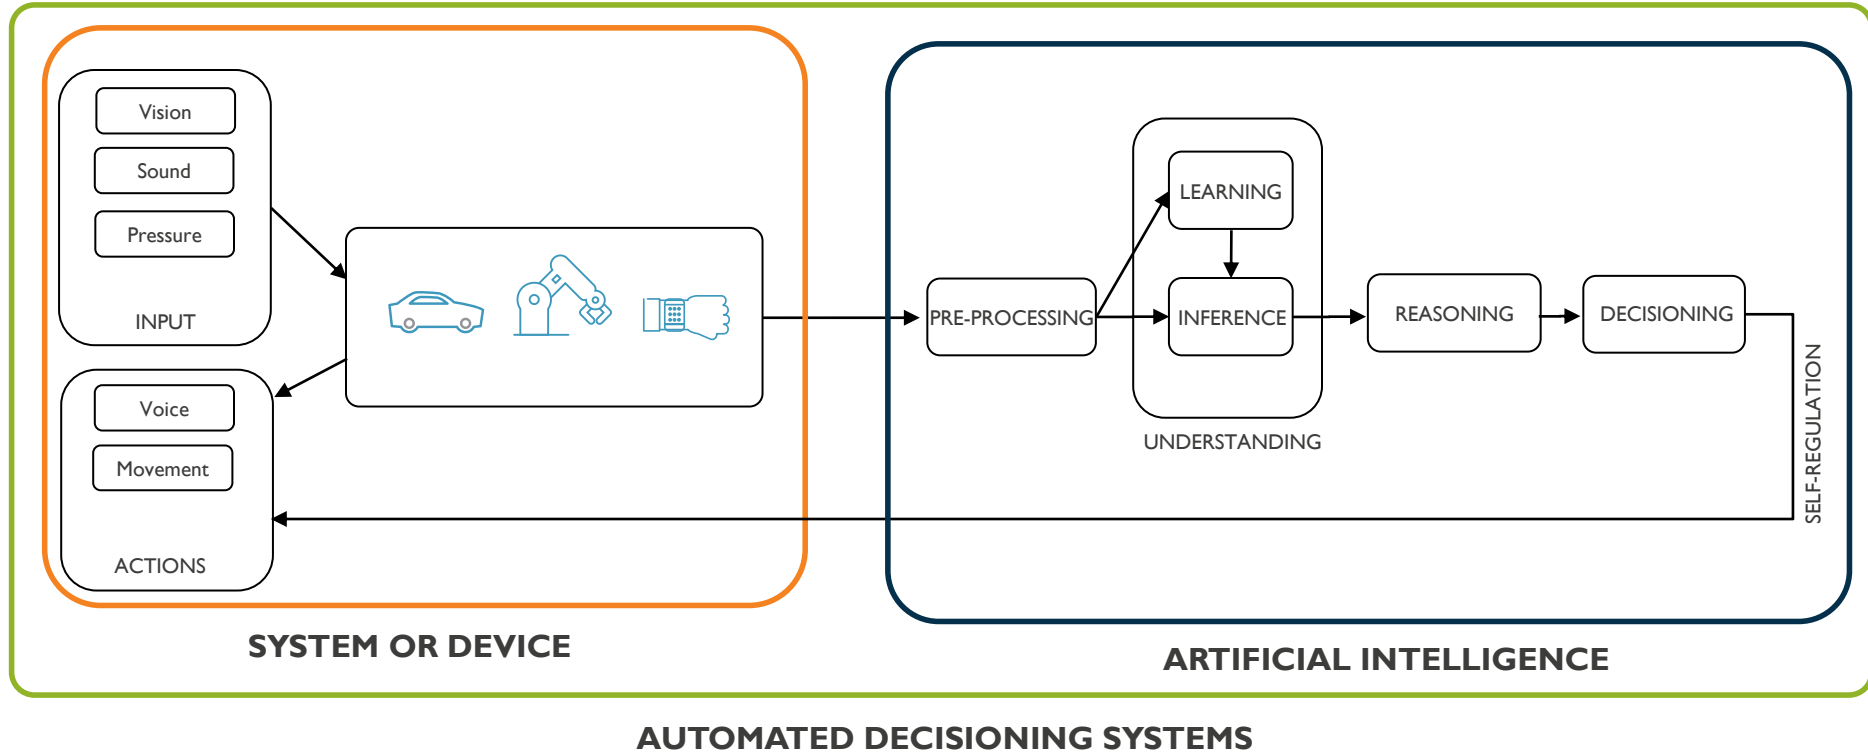 Vision
Sound
Pressure
INPUT
Voice
Movement
ACTIONS
SYSTEM OR DEVICE
PRE-PROCESSING
LEARNING
INFERENCE
UNDERSTANDING
REASONING
DECISIONING
SELF-REGULATION
ARTIFICIAL INTELLIGENCE
AUTOMATED DECISIONING SYSTEMS